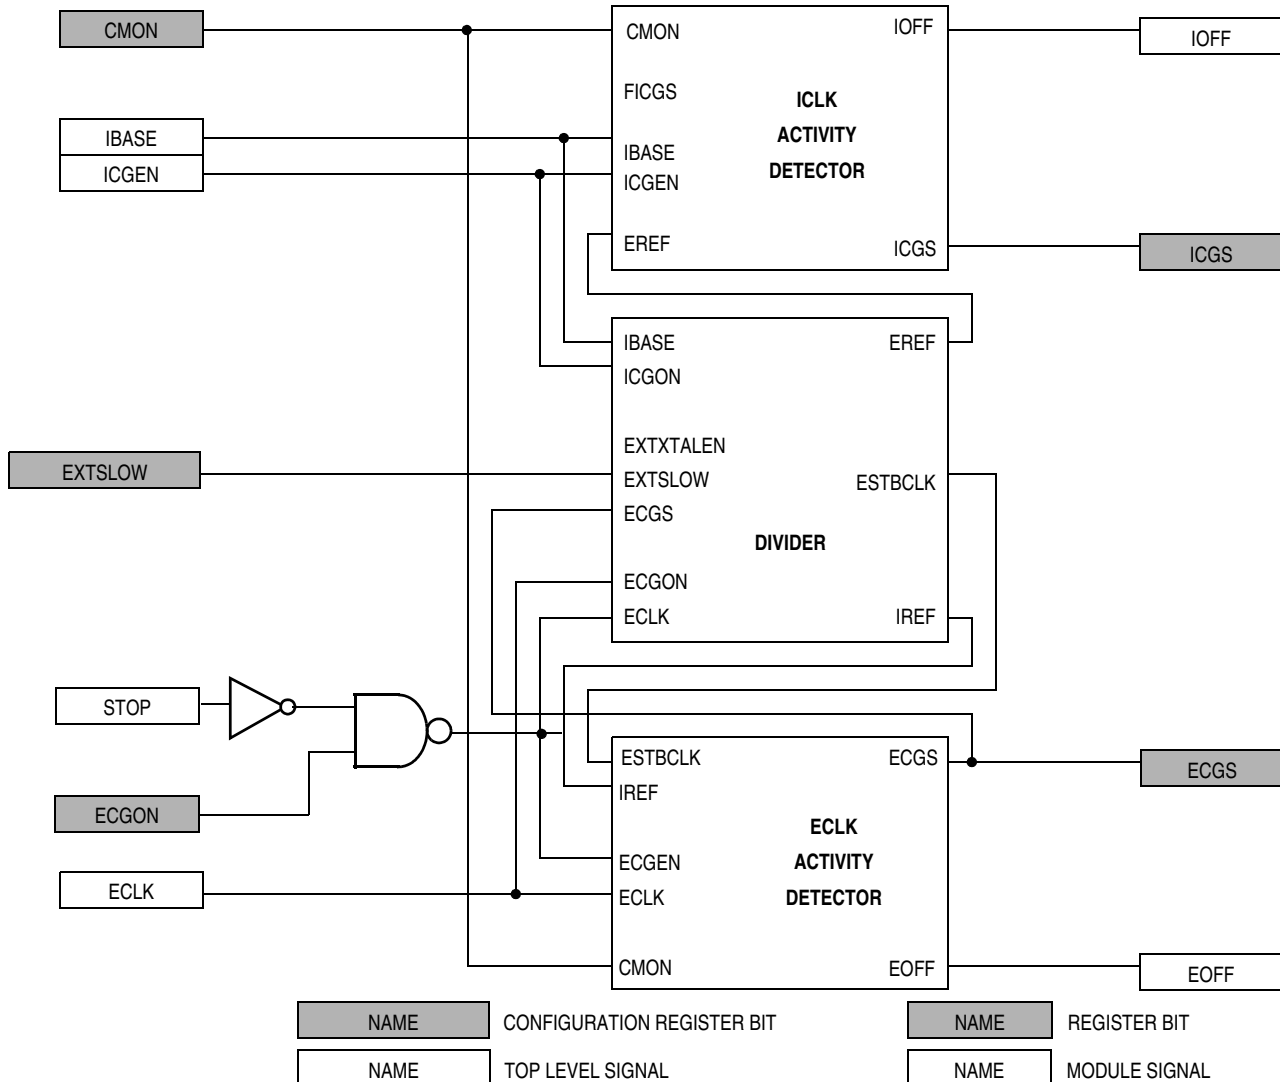 CMON
CMON
IOFF
IOFF
FICGS
ICLK
ACTIVITY
DETECTOR
IBASE
IBASE
ICGEN
ICGEN
EREF
ICGS
ICGS
IBASE
EREF
ICGON
EXTXTALEN
EXTSLOW
EXTSLOW
ESTBCLK
ECGS
DIVIDER
ECGON
ECLK
IREF
STOP
ESTBCLK
ECGS
ECGS
IREF
ECGON
ECLK
ACTIVITY
DETECTOR
ECGEN
ECLK
ECLK
CMON
EOFF
EOFF
NAME CONFIGURATION REGISTER BIT
NAME REGISTER BIT
NAME TOP LEVEL SIGNAL
NAME MODULE SIGNAL